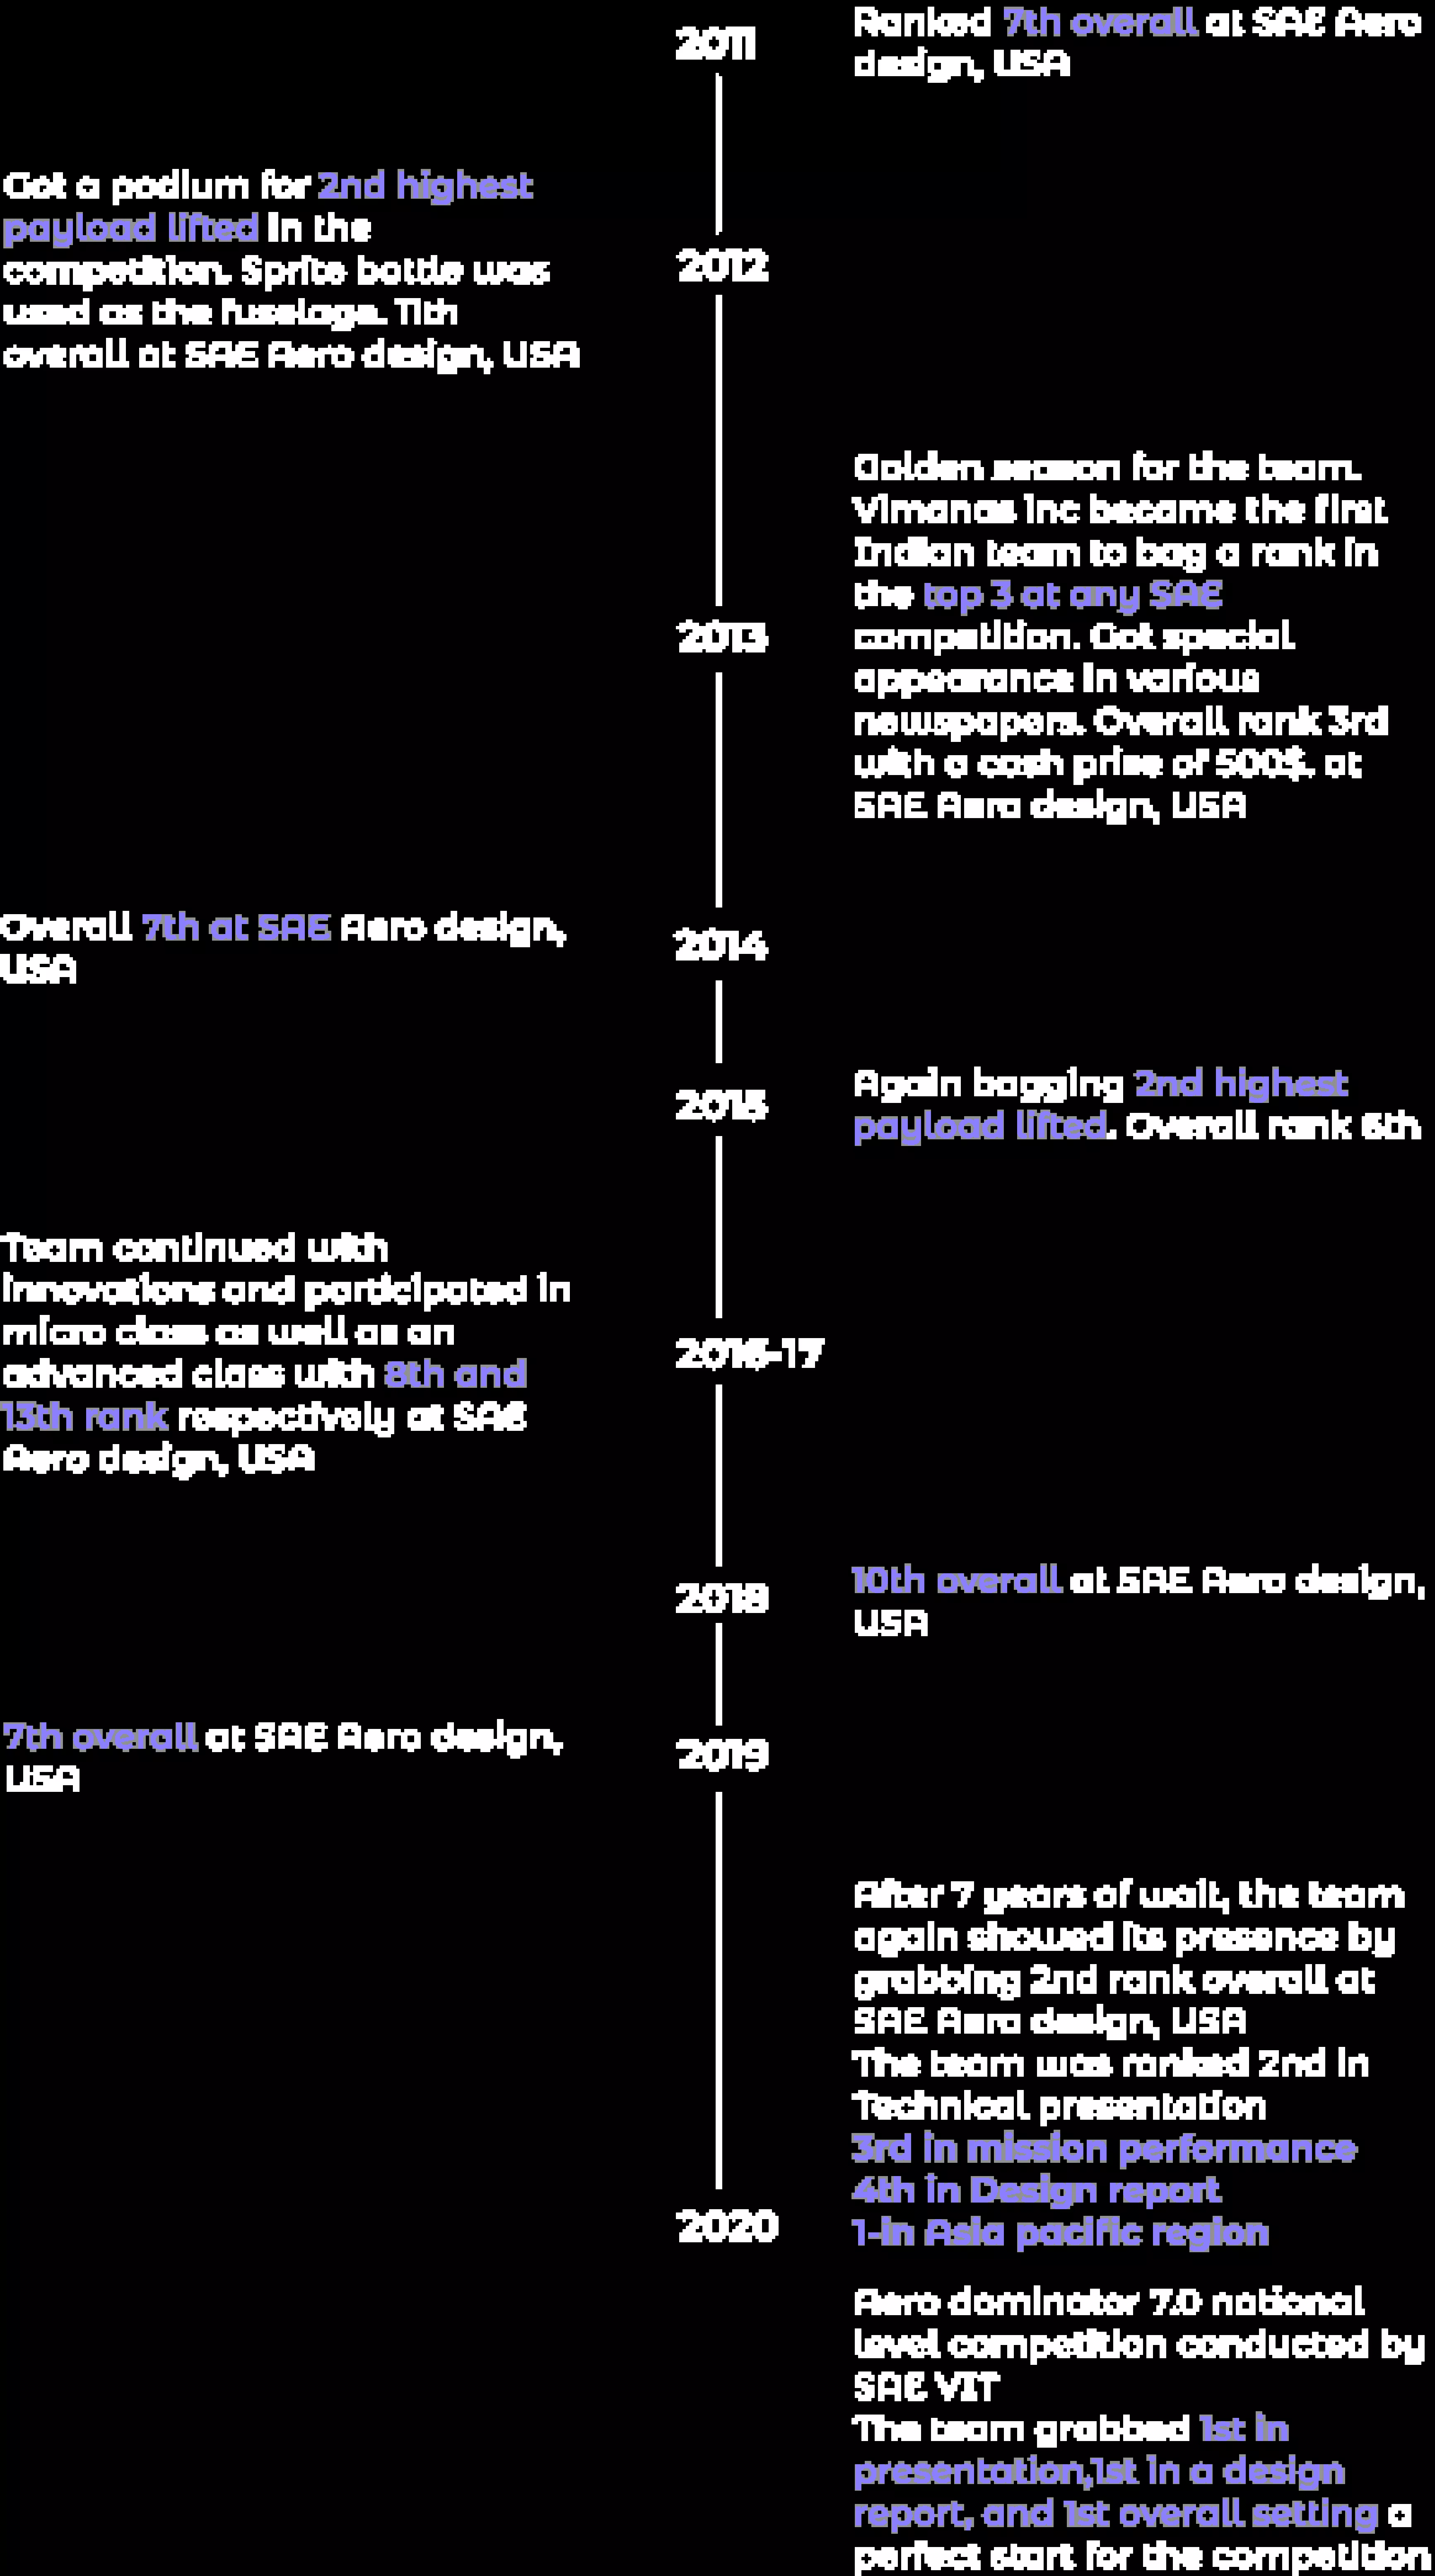 2011
Ranked 7th overall at SAE Aero
design, USA
Got a podium for 2nd highest
payload lifted in the
competition. Sprite bottle was
used as the fuselage. 11th
overall at SAE Aero design, USA
2012
Golden season for the team.
Vimanas Inc became the first
Indian team to bag a rank in
the top 3 at any SAE
competition. Got special
appearance in various
newspapers. Overall rank 3rd
with a cash prise of 500$. at
SAE Aero design, USA
2013
Overall 7th at SAE Aero design,
USA
2014
Again bagging 2nd highest
payload lifted. Overall rank 6th
2015
Team continued with
innovations and participated in
micro class as well as an
advanced class with 8th and
13th rank respectively at SAE
Aero design, USA
2016-17
10th overall at SAE Aero design,
USA
2018
7th overall at SAE Aero design,
USA
2019
After 7 years of wait, the team
again showed its presence by
grabbing 2nd rank overall at
SAE Aero design, USA
The team was ranked 2nd in
Technical presentation
3rd in mission performance
4th in Design report
1-in Asia pacific region
2020
Aero dominator 7.0 national
level competition conducted by
SAE VIT
The team grabbed 1st in
presentation,1st in a design
report, and 1st overall setting a
perfect start for the competition